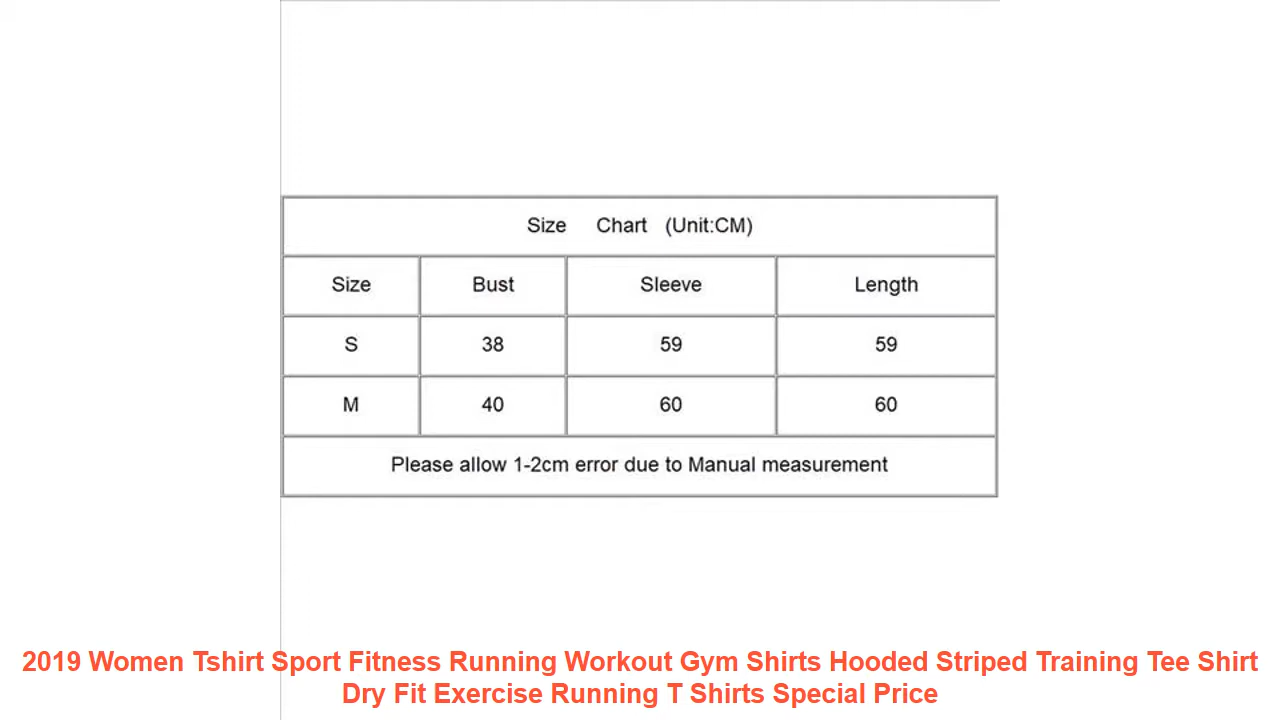 Size Chart (Unit:CM)
Size Bust Sleeve Length
S 38 59 59
M 40 60 60
Please allow 1-2cm error due to Manual measurement
2019 Women Tshirt Sport Fitness Running Workout Gym Shirts Hooded Striped Training Tee Shirt
Dry Fit Exercise Running T Shirts Special Price